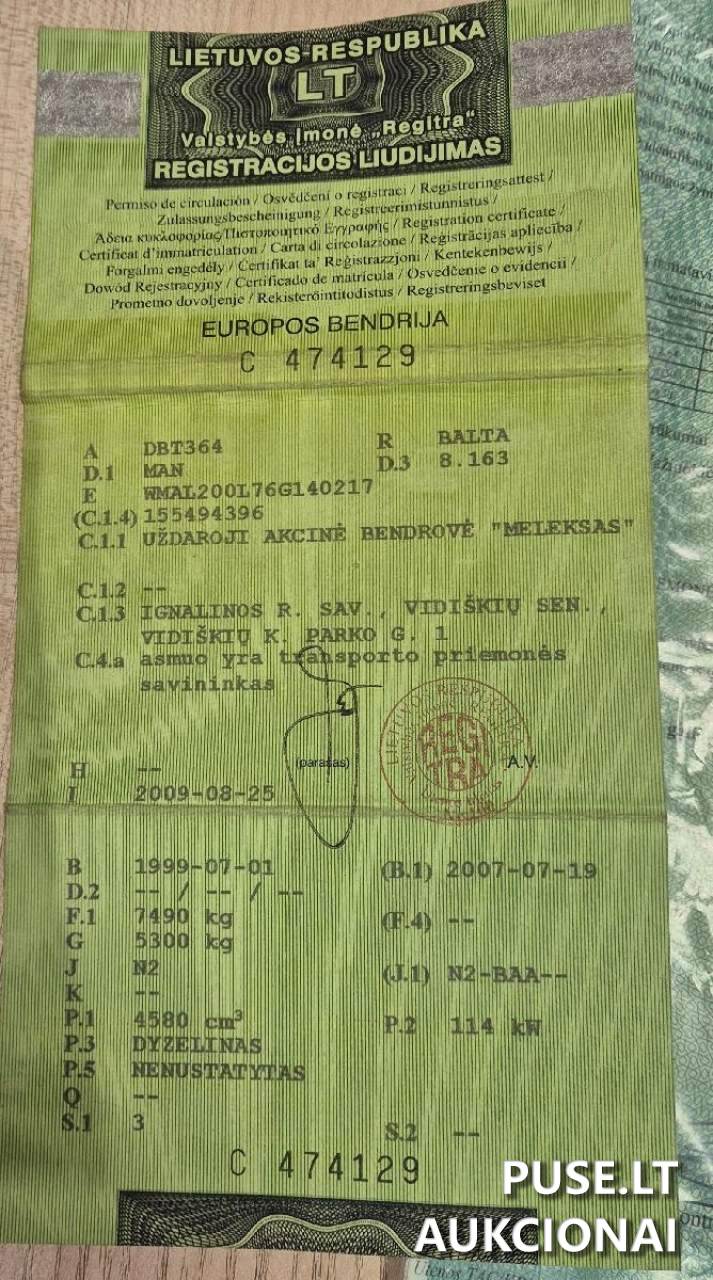 LIETUVOS RESPUBLIKA
LT
Valstybės įmonė „Regitra“
REGISTRACIJOS LIUDIJIMAS
Permiso de circulación / Osvědčení o registraci / Registreringsattest /
Zulassungsbescheinigung / Registreerimistunnistus /
Άδεια κυκλοφορίας/Πιστοποιητικό Εγγραφής / Registration certificate /
Certificat d'immatriculation / Carta di circolazione / Reģistrācijas apliecība /
Forgalmi engedély / Ċertifikat ta' Reġistrazzjoni / Kentekenbewijs /
Dowód Rejestracyjny / Certificado de matrícula / Osvedčenie o evidencii /
Prometno dovoljenje / Rekisteröintitodistus / Registreringsbeviset
EUROPOS BENDRIJA
C 474129
A DBT364 R BALTA
D.1 MAN D.3 8.163
E WMAL200L76G140217
(C.1.4) 155494396
C.1.1 UŽDAROJI AKCINĖ BENDROVĖ "MELEKSAS"
C.1.2 --
C.1.3 IGNALINOS R. SAV., VIDIŠKIŲ SEN.,
VIDIŠKIŲ K. PARKO G. 1
C.4.a asmuo yra transporto priemonės
savininkas
(parašas) A.V.
REGI
TRA
H --
I 2009-08-25
B 1999-07-01 (B.1) 2007-07-19
D.2 -- / -- / --
F.1 7490 kg (F.4) --
G 5300 kg
J N2 (J.1) N2-BAA--
K --
P.1 4580 cm³ P.2 114 kW
P.3 DYZELINAS
P.5 NENUSTATYTAS
Q --
S.1 3 S.2 --
C 474129
PUSE.LT
AUKCIONAI